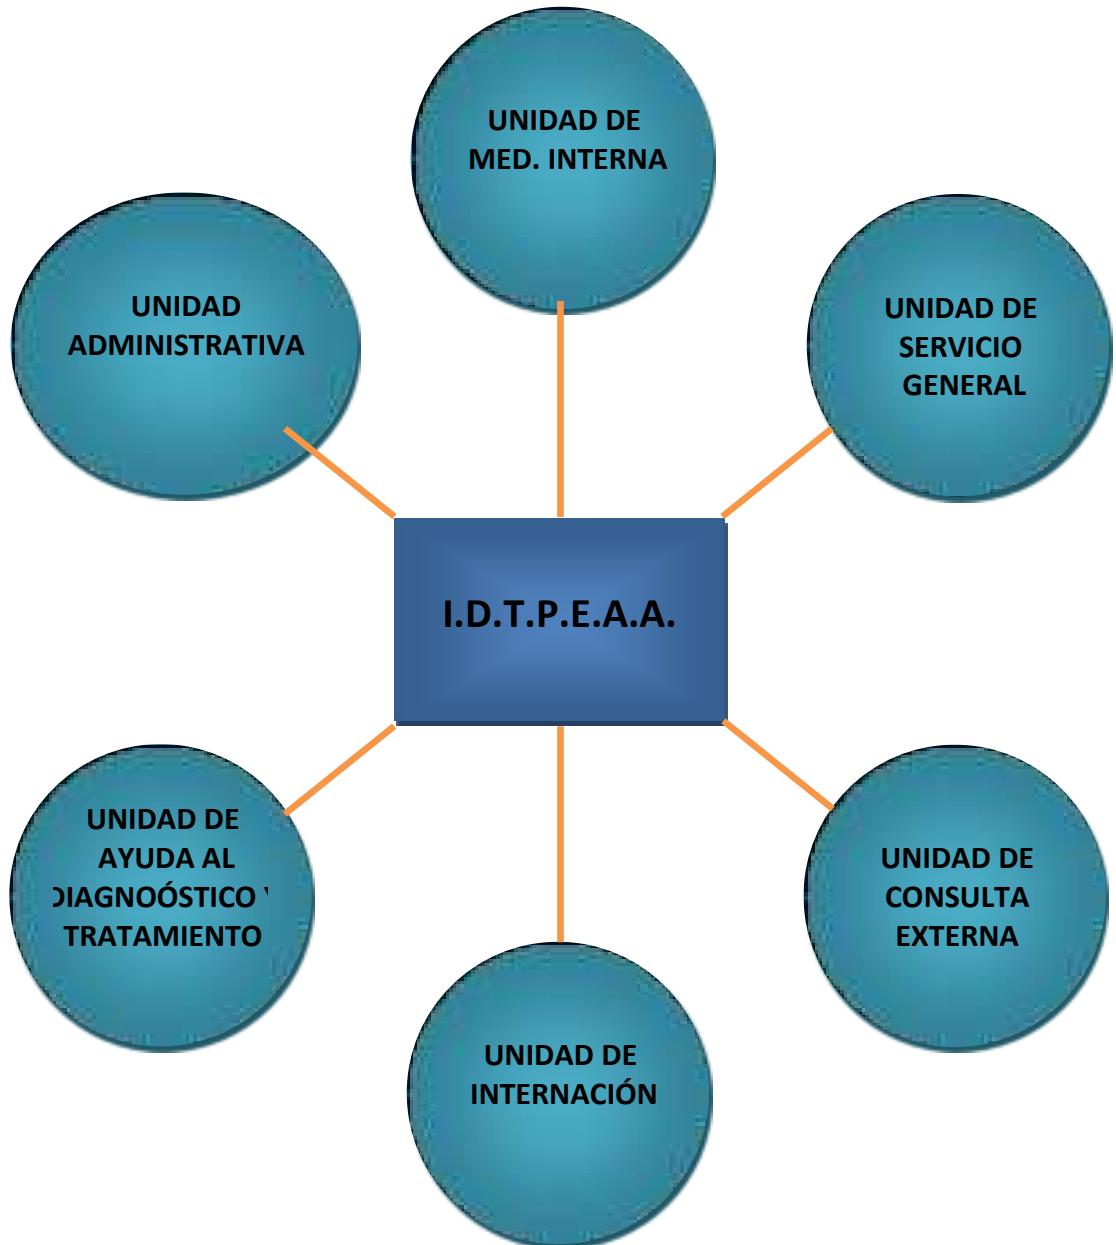 UNIDAD DE
MED. INTERNA
UNIDAD
ADMINISTRATIVA
UNIDAD DE
SERVICIO
GENERAL
I.D.T.P.E.A.A.
UNIDAD DE
AYUDA AL
DIAGNOÓSTICO Y
TRATAMIENTO
UNIDAD DE
CONSULTA
EXTERNA
UNIDAD DE
INTERNACIÓN